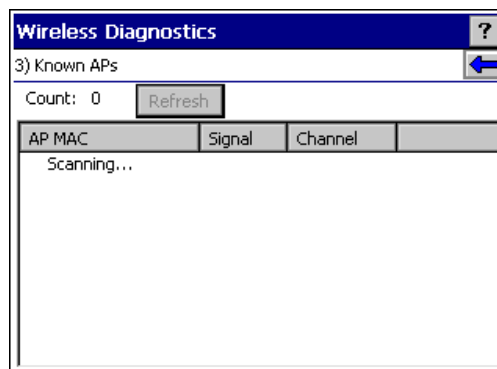 Wireless Diagnostics ?
3) Known APs
Count: 0 Refresh
AP MAC Signal Channel
Scanning...